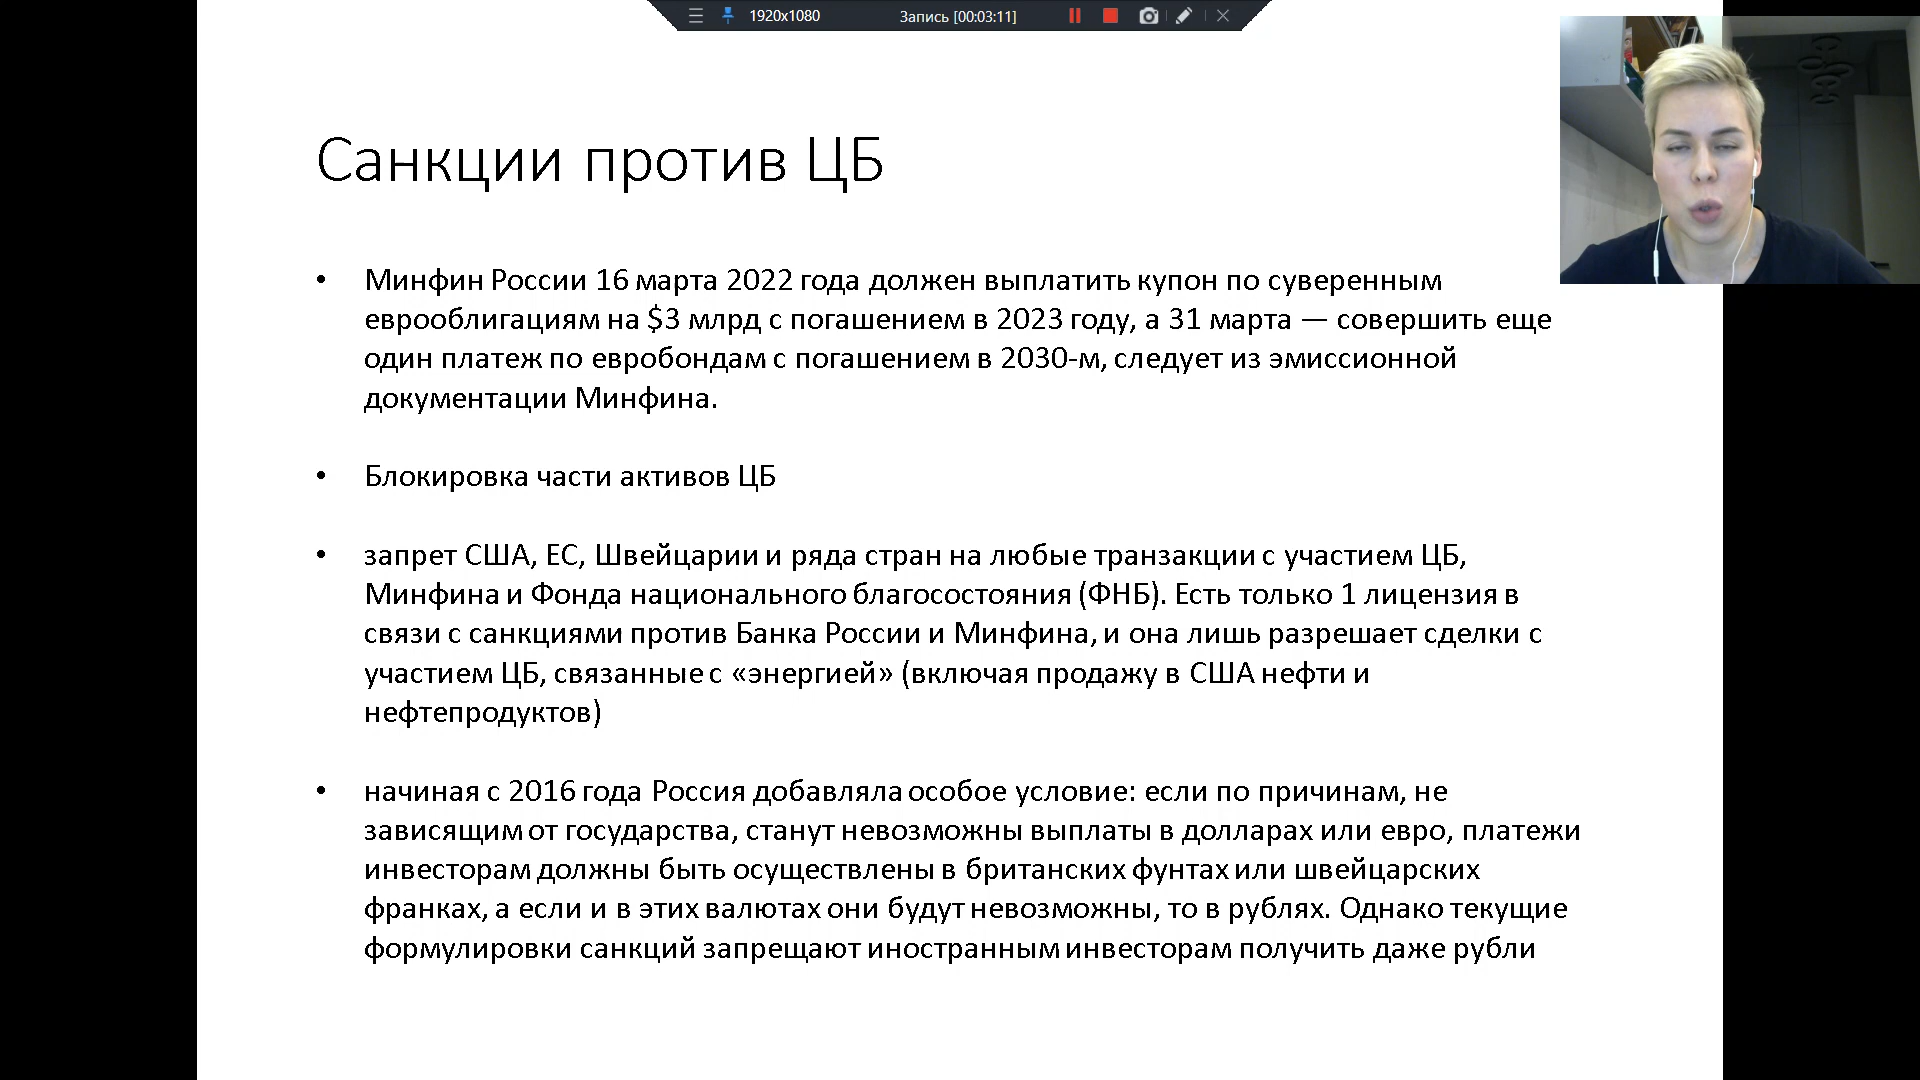 1920x1080 Запись [00:03:11]
Санкции против ЦБ
• Минфин России 16 марта 2022 года должен выплатить купон по суверенным
еврооблигациям на $3 млрд с погашением в 2023 году, а 31 марта — совершить еще
один платеж по евробондам с погашением в 2030-м, следует из эмиссионной
документации Минфина.
• Блокировка части активов ЦБ
• запрет США, ЕС, Швейцарии и ряда стран на любые транзакции с участием ЦБ,
Минфина и Фонда национального благосостояния (ФНБ). Есть только 1 лицензия в
связи с санкциями против Банка России и Минфина, и она лишь разрешает сделки с
участием ЦБ, связанные с «энергией» (включая продажу в США нефти и
нефтепродуктов)
• начиная с 2016 года Россия добавляла особое условие: если по причинам, не
зависящим от государства, станут невозможны выплаты в долларах или евро, платежи
инвесторам должны быть осуществлены в британских фунтах или швейцарских
франках, а если и в этих валютах они будут невозможны, то в рублях. Однако текущие
формулировки санкций запрещают иностранным инвесторам получить даже рубли